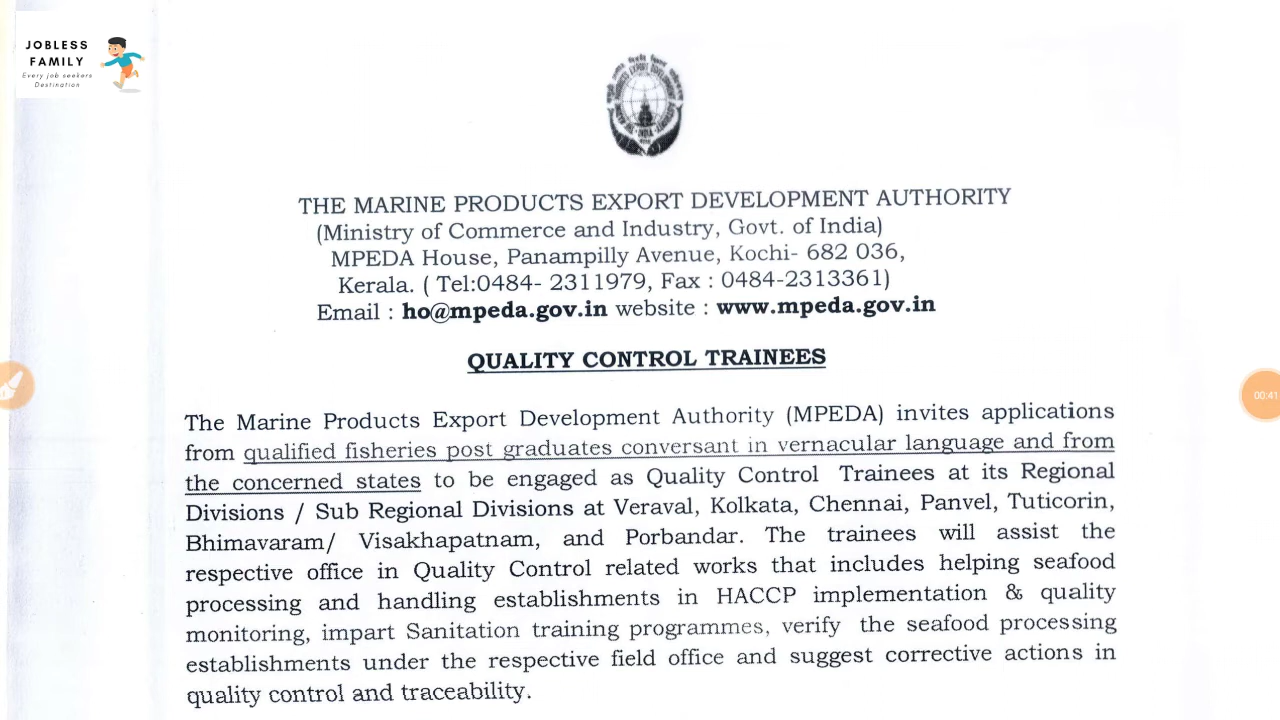 JOBLESS
FAMILY
Every job seekers
Destination
THE MARINE PRODUCTS EXPORT DEVELOPMENT AUTHORITY
(Ministry of Commerce and Industry, Govt. of India)
MPEDA House, Panampilly Avenue, Kochi- 682 036,
Kerala. ( Tel:0484- 2311979, Fax : 0484-2313361)
Email : ho@mpeda.gov.in website : www.mpeda.gov.in
QUALITY CONTROL TRAINEES
The Marine Products Export Development Authority (MPEDA) invites applications
from qualified fisheries post graduates conversant in vernacular language and from
the concerned states to be engaged as Quality Control Trainees at its Regional
Divisions / Sub Regional Divisions at Veraval, Kolkata, Chennai, Panvel, Tuticorin,
Bhimavaram/ Visakhapatnam, and Porbandar. The trainees will assist the
respective office in Quality Control related works that includes helping seafood
processing and handling establishments in HACCP implementation & quality
monitoring, impart Sanitation training programmes, verify the seafood processing
establishments under the respective field office and suggest corrective actions in
quality control and traceability.
00:41